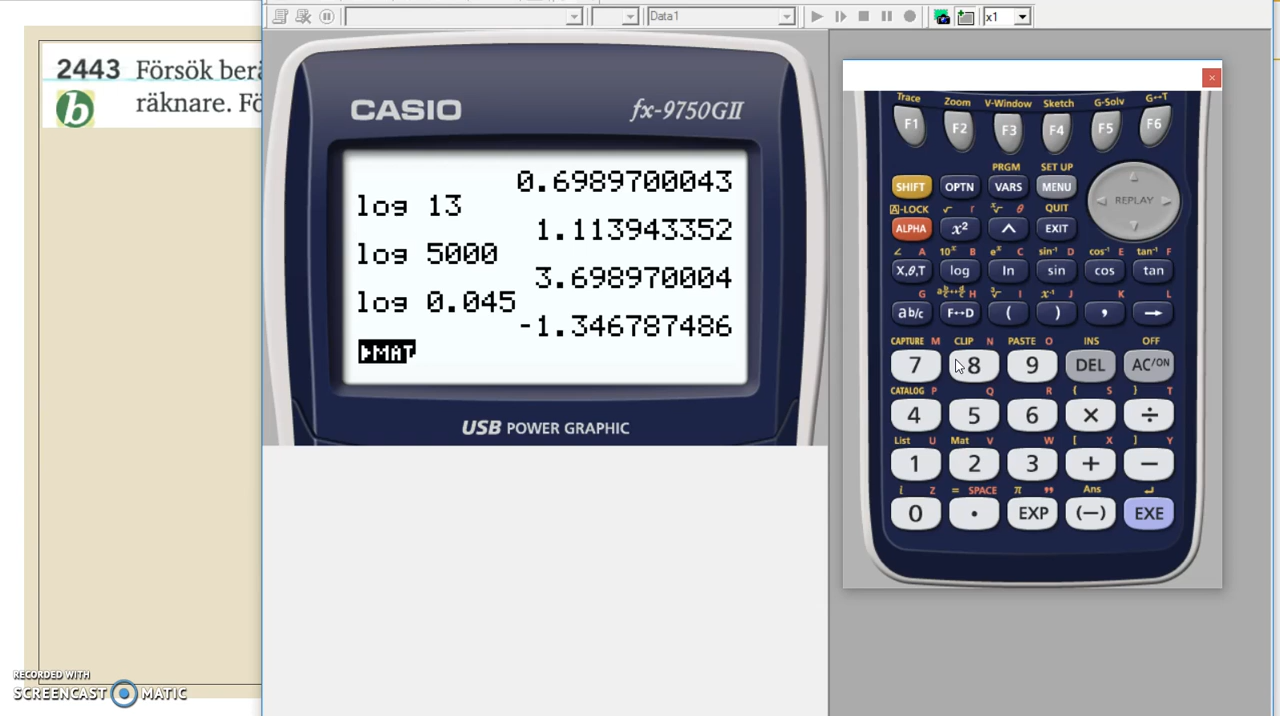 Data1
x1
2443 Försök
b räknare.
CASIO fx-9750GII
0.6989700043
log 13
1.113943352
log 5000
3.698970004
log 0.045
-1.346787486
▶MAT
USB POWER GRAPHIC
Trace Zoom V-Window Sketch G-Solv G↔T
F1 F2 F3 F4 F5 F6
PRGM SET UP
SHIFT OPTN VARS MENU
REPLAY
A-LOCK √ r ˣ√ θ QUIT
ALPHA x² ^ EXIT
∠ A 10ˣ B eˣ C sin⁻¹ D cos⁻¹ E tan⁻¹ F
X,θ,T log ln sin cos tan
G H ³√ I x⁻¹ J K L
ab/c F↔D ( ) , →
CAPTURE M CLIP N PASTE O INS OFF
7 8 9 DEL AC/ON
CATALOG P Q R { S } T
4 5 6 × ÷
List U Mat V W [ X ] Y
1 2 3 + −
i Z = SPACE π " Ans ↵
0 . EXP (−) EXE
RECORDED WITH
SCREENCAST MATIC